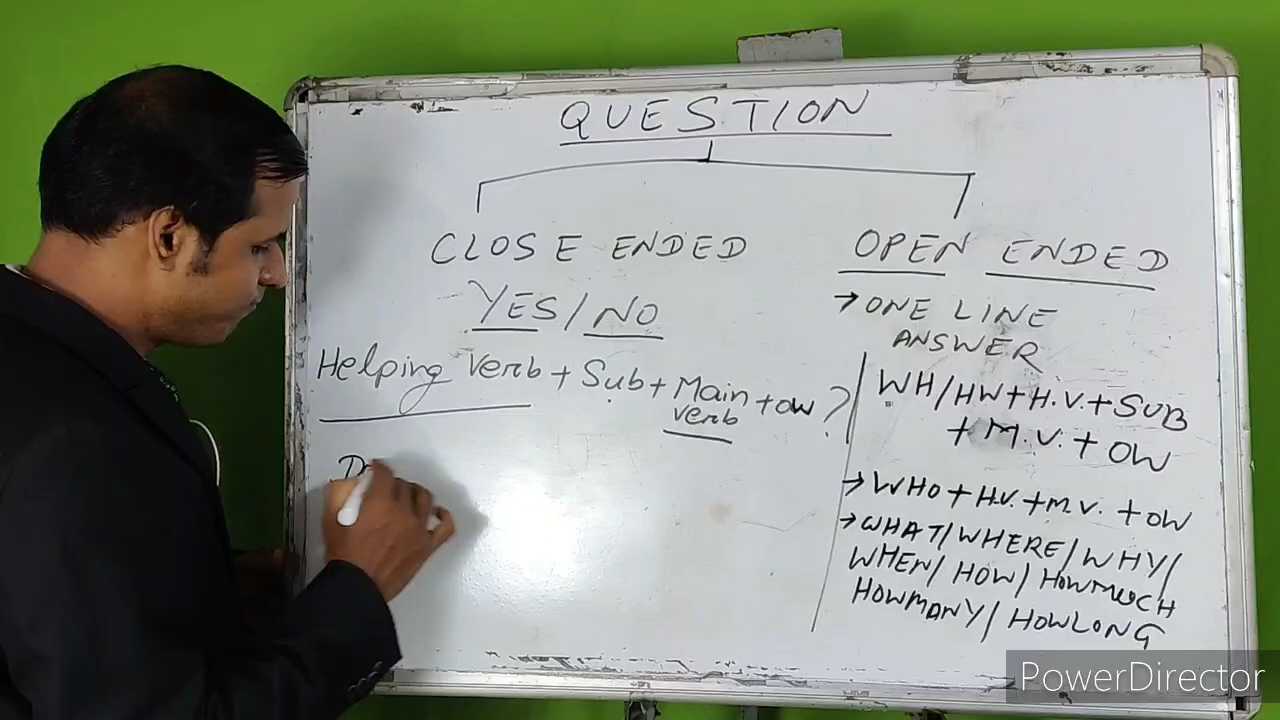 QUESTION
CLOSE ENDED
YES/NO
Helping Verb + Sub + Main verb + OW ?
OPEN ENDED
→ ONE LINE
ANSWER
WH/HW + H.V. + SUB
+ M.V. + OW
→ WHO + H.V. + M.V. + OW
→ WHAT/WHERE/WHY/
WHEN/HOW/HOWMUCH
HOWMANY/HOWLONG
PowerDirector